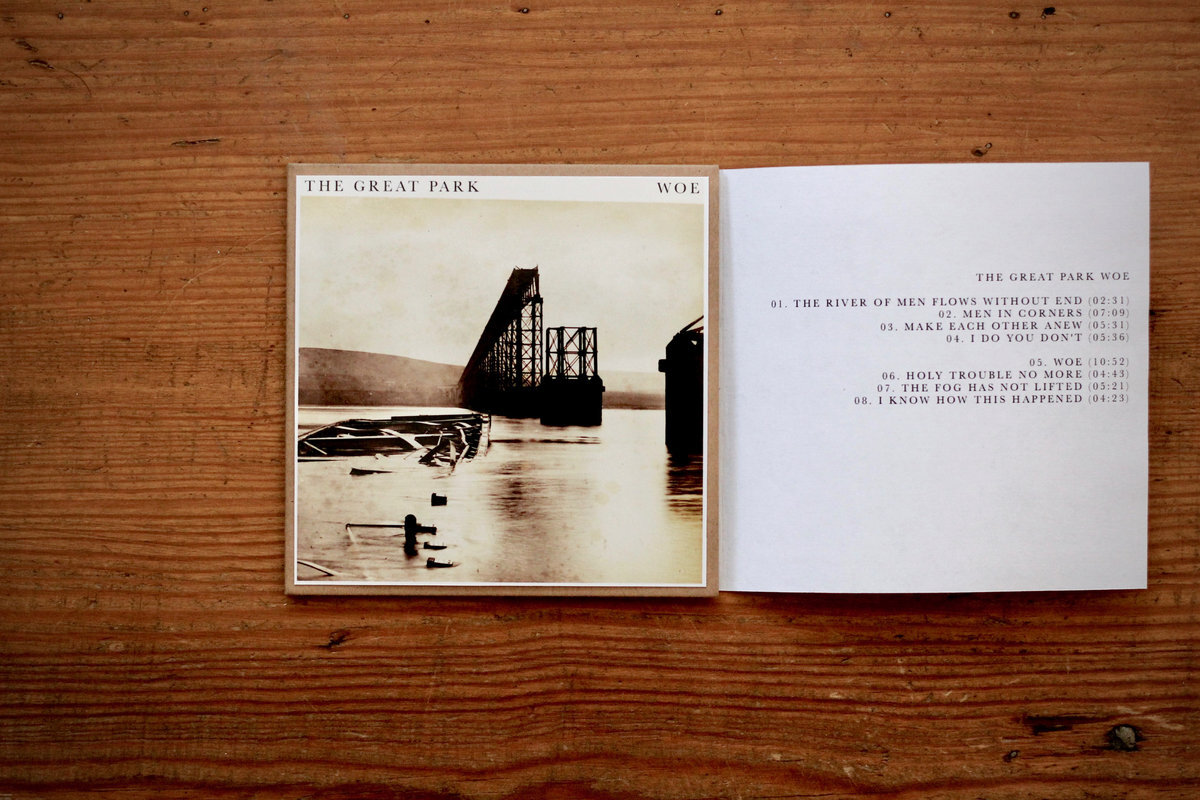 THE GREAT PARK WOE
THE GREAT PARK WOE
01. THE RIVER OF MEN FLOWS WITHOUT END (02:31)
02. MEN IN CORNERS (07:09)
03. MAKE EACH OTHER ANEW (05:31)
04. I DO YOU DON'T (05:36)
05. WOE (10:52)
06. HOLY TROUBLE NO MORE (04:43)
07. THE FOG HAS NOT LIFTED (05:21)
08. I KNOW HOW THIS HAPPENED (04:23)